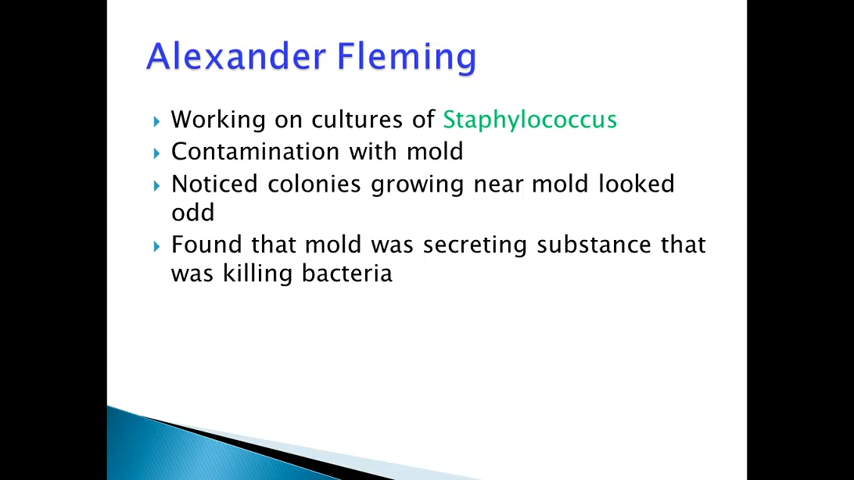 Alexander Fleming
Working on cultures of Staphylococcus
Contamination with mold
Noticed colonies growing near mold looked
odd
Found that mold was secreting substance that
was killing bacteria